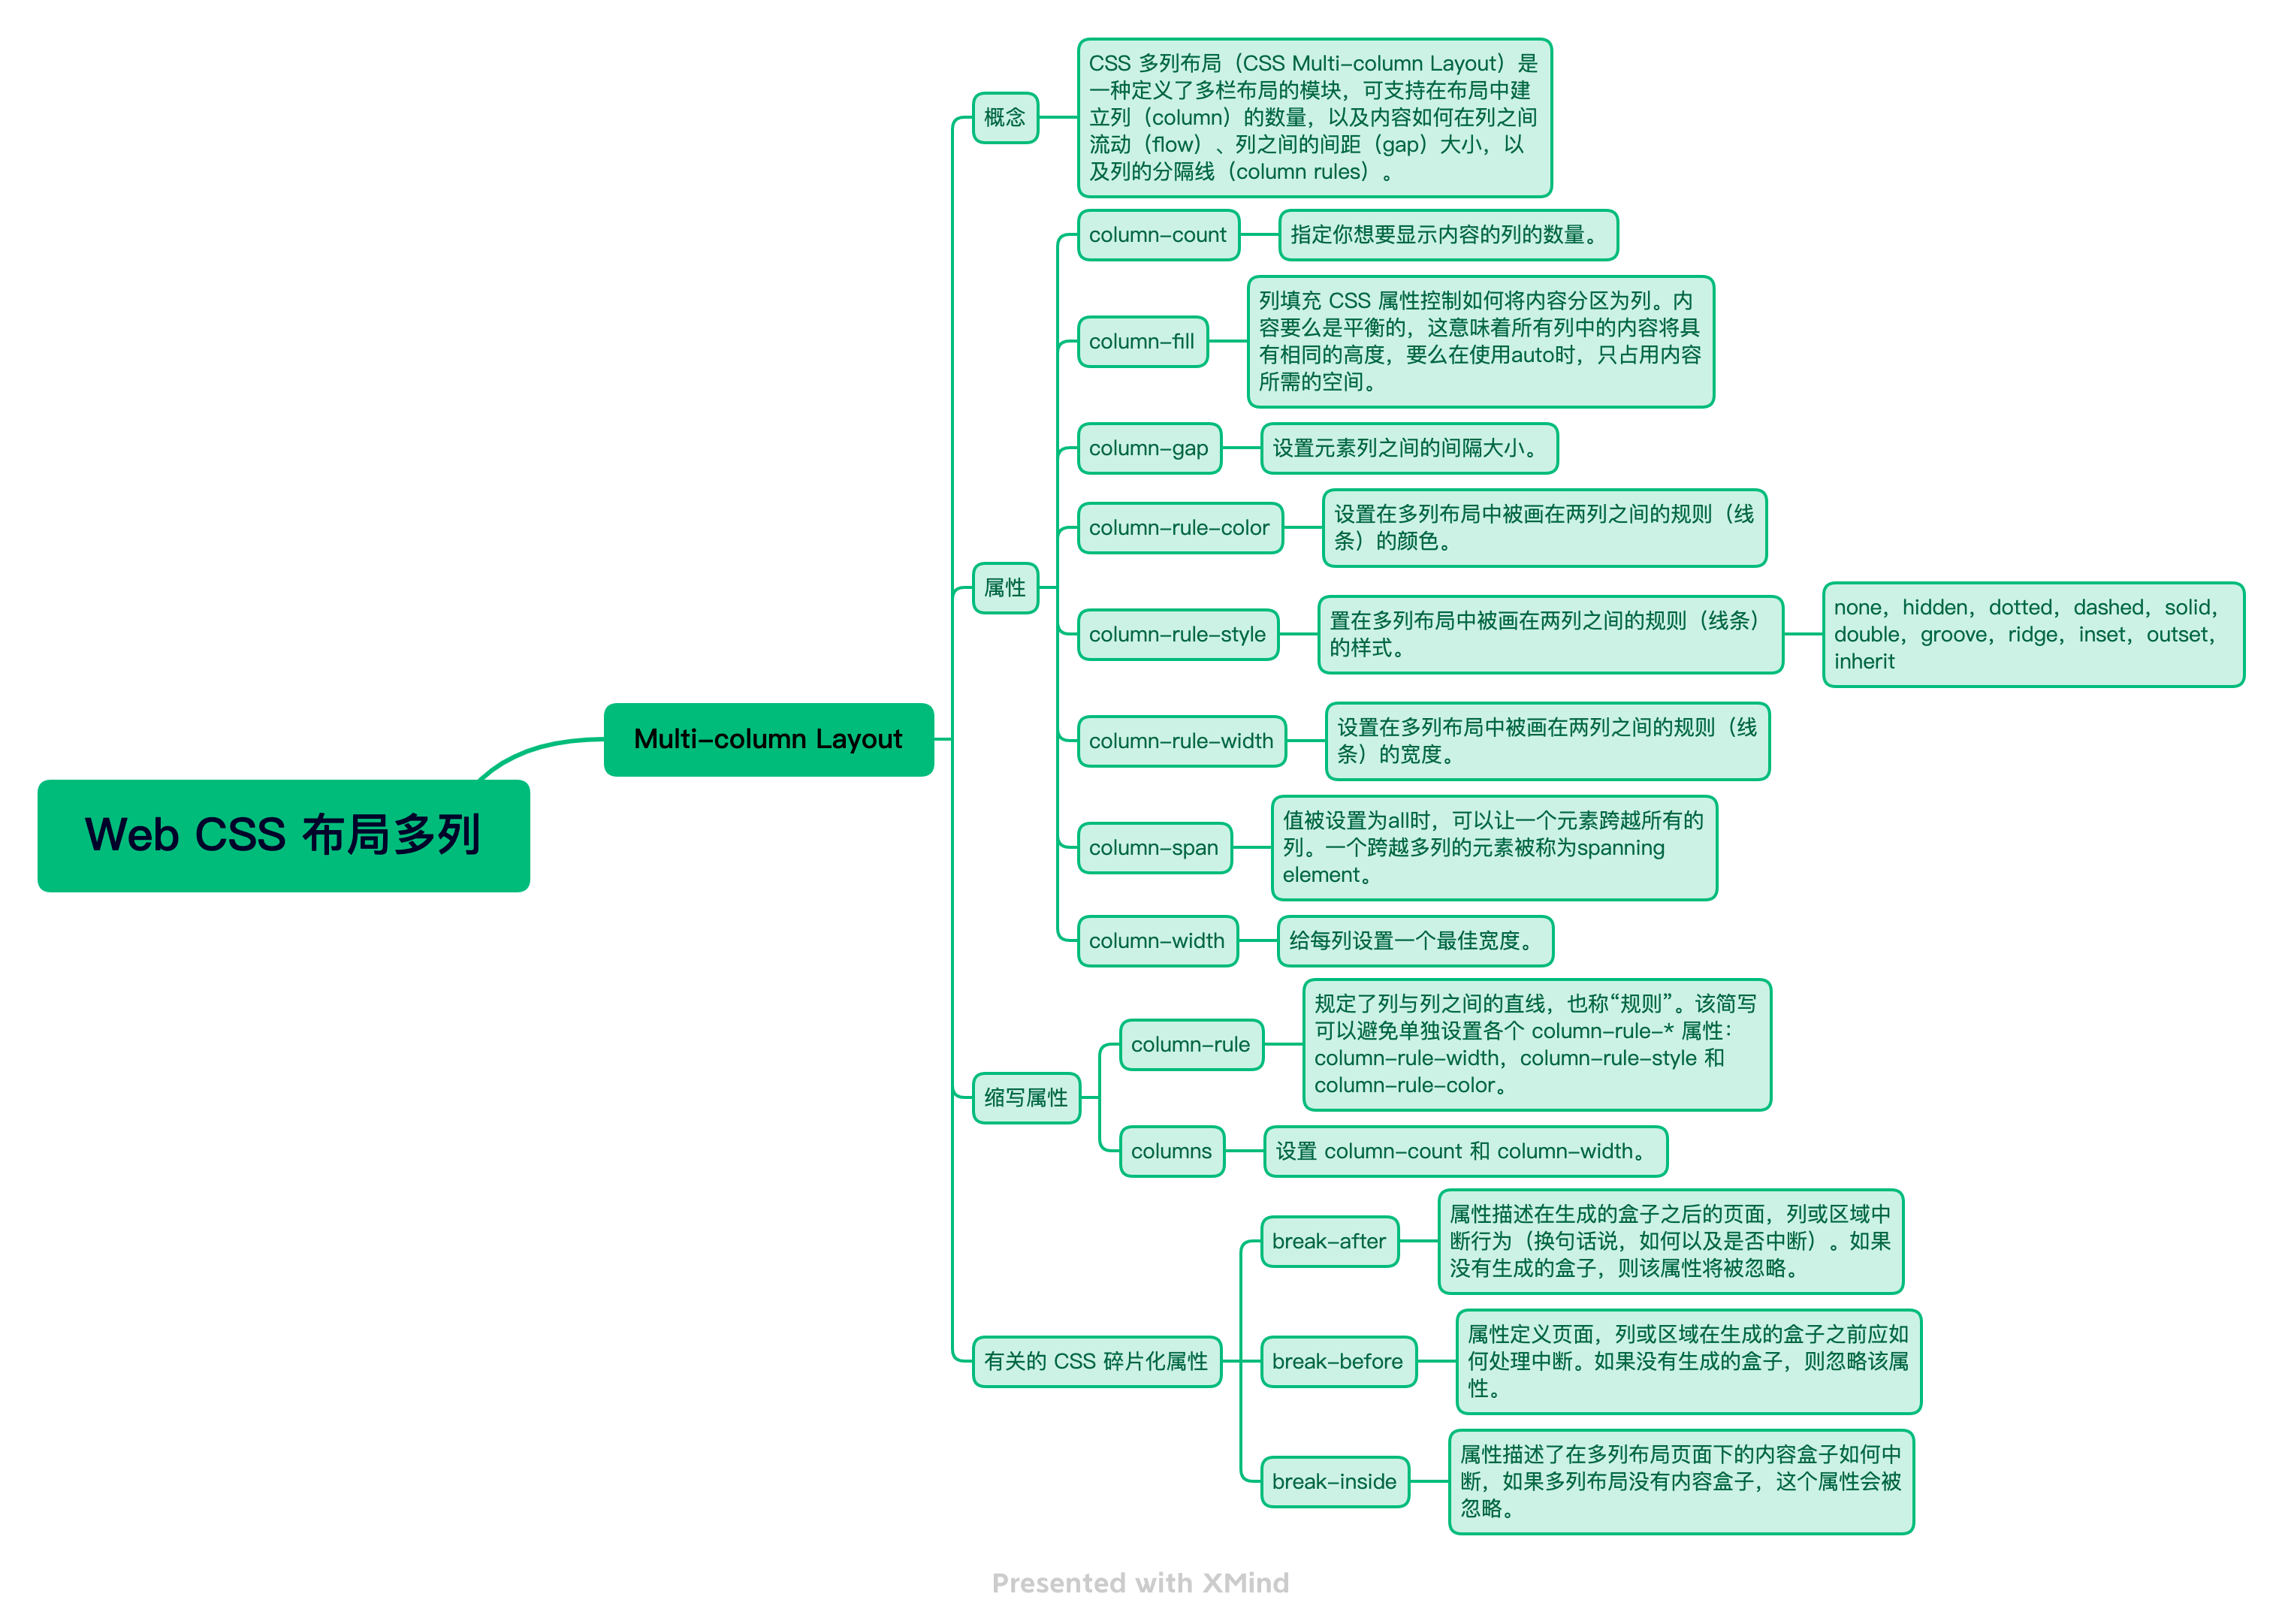 Web CSS 布局多列
Multi-column Layout
概念
CSS 多列布局（CSS Multi-column Layout）是
一种定义了多栏布局的模块，可支持在布局中建
立列（column）的数量，以及内容如何在列之间
流动（flow）、列之间的间距（gap）大小，以
及列的分隔线（column rules）。
属性
column-count
指定你想要显示内容的列的数量。
column-fill
列填充 CSS 属性控制如何将内容分区为列。内
容要么是平衡的，这意味着所有列中的内容将具
有相同的高度，要么在使用auto时，只占用内容
所需的空间。
column-gap
设置元素列之间的间隔大小。
column-rule-color
设置在多列布局中被画在两列之间的规则（线
条）的颜色。
column-rule-style
置在多列布局中被画在两列之间的规则（线条）
的样式。
none，hidden，dotted，dashed，solid，
double，groove，ridge，inset，outset，
inherit
column-rule-width
设置在多列布局中被画在两列之间的规则（线
条）的宽度。
column-span
值被设置为all时，可以让一个元素跨越所有的
列。一个跨越多列的元素被称为spanning
element。
column-width
给每列设置一个最佳宽度。
缩写属性
column-rule
规定了列与列之间的直线，也称“规则”。该简写
可以避免单独设置各个 column-rule-* 属性：
column-rule-width，column-rule-style 和
column-rule-color。
columns
设置 column-count 和 column-width。
有关的 CSS 碎片化属性
break-after
属性描述在生成的盒子之后的页面，列或区域中
断行为（换句话说，如何以及是否中断）。如果
没有生成的盒子，则该属性将被忽略。
break-before
属性定义页面，列或区域在生成的盒子之前应如
何处理中断。如果没有生成的盒子，则忽略该属
性。
break-inside
属性描述了在多列布局页面下的内容盒子如何中
断，如果多列布局没有内容盒子，这个属性会被
忽略。
Presented with XMind